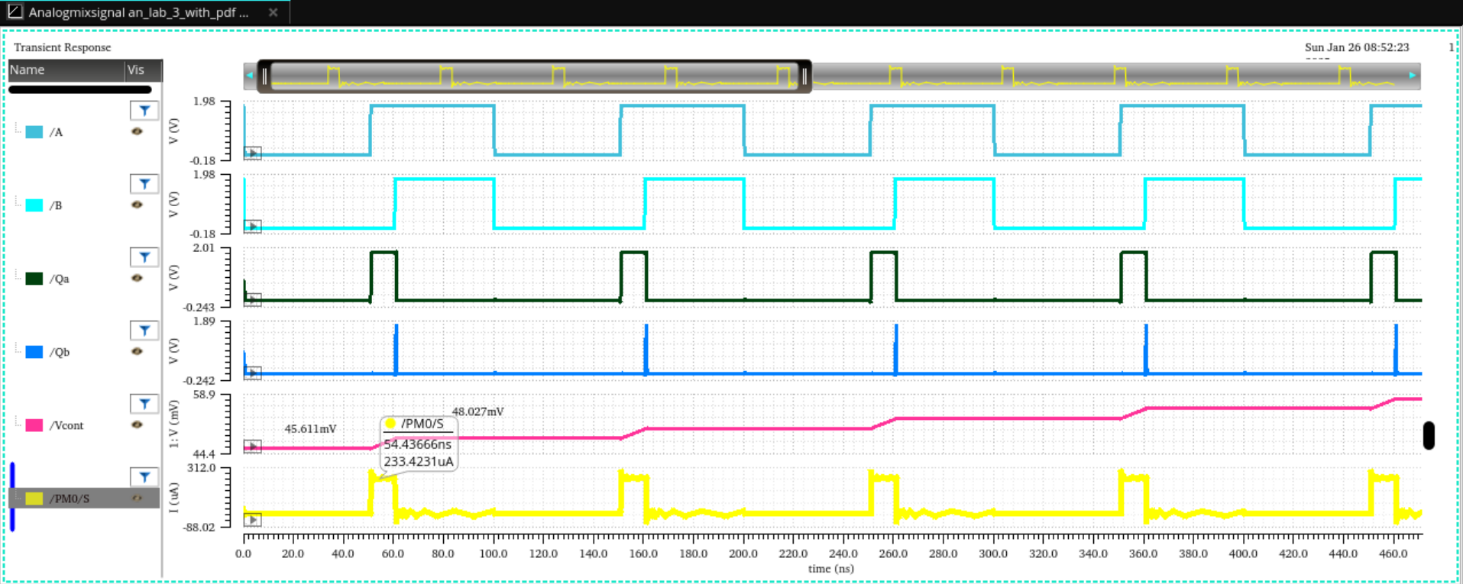 Analogmixsignal an_lab_3_with_pdf ... ×
Transient Response
Sun Jan 26 08:52:23 1
Name Vis
/A
V (V)
1.98
-0.18
/B
V (V)
1.98
-0.18
/Qa
V (V)
2.01
-0.243
/Qb
V (V)
1.89
-0.242
/Vcont
1: V (mV)
58.9
44.4
45.611mV
48.027mV
/PM0/S
54.43666ns
233.4231uA
/PM0/S
I (uA)
312.0
-88.02
0.0 20.0 40.0 60.0 80.0 100.0 120.0 140.0 160.0 180.0 200.0 220.0 240.0 260.0 280.0 300.0 320.0 340.0 360.0 380.0 400.0 420.0 440.0 460.0
time (ns)